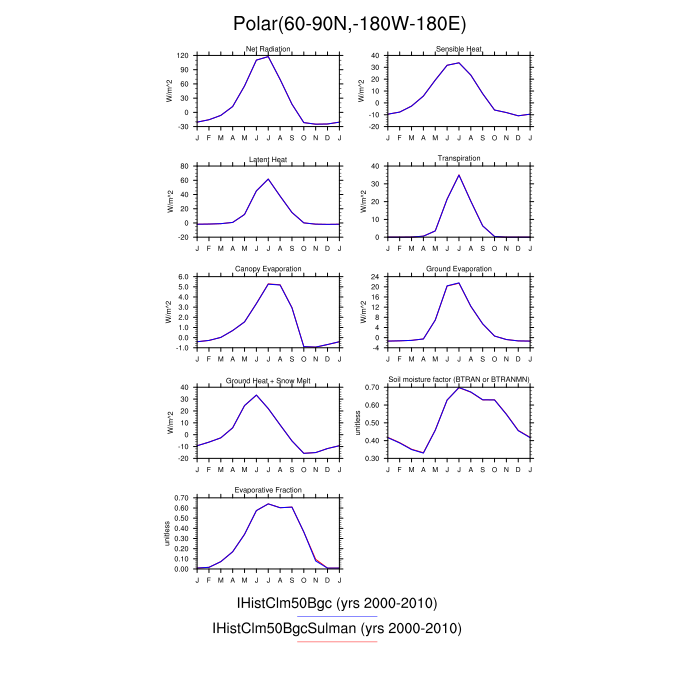 Polar(60-90N,-180W-180E)
Net Radiation
W/m^2
120
90
60
30
0
-30
J F M A M J J A S O N D J
Sensible Heat
W/m^2
40
30
20
10
0
-10
-20
J F M A M J J A S O N D J
Latent Heat
W/m^2
80
60
40
20
0
-20
J F M A M J J A S O N D J
Transpiration
W/m^2
40
30
20
10
0
J F M A M J J A S O N D J
Canopy Evaporation
W/m^2
6.0
5.0
4.0
3.0
2.0
1.0
0.0
-1.0
J F M A M J J A S O N D J
Ground Evaporation
W/m^2
24
20
16
12
8
4
0
-4
J F M A M J J A S O N D J
Ground Heat + Snow Melt
W/m^2
40
30
20
10
0
-10
-20
J F M A M J J A S O N D J
Soil moisture factor (BTRAN or BTRANMN)
unitless
0.70
0.60
0.50
0.40
0.30
J F M A M J J A S O N D J
Evaporative Fraction
unitless
0.70
0.60
0.50
0.40
0.30
0.20
0.10
0.00
J F M A M J J A S O N D J
IHistClm50Bgc (yrs 2000-2010)
IHistClm50BgcSulman (yrs 2000-2010)